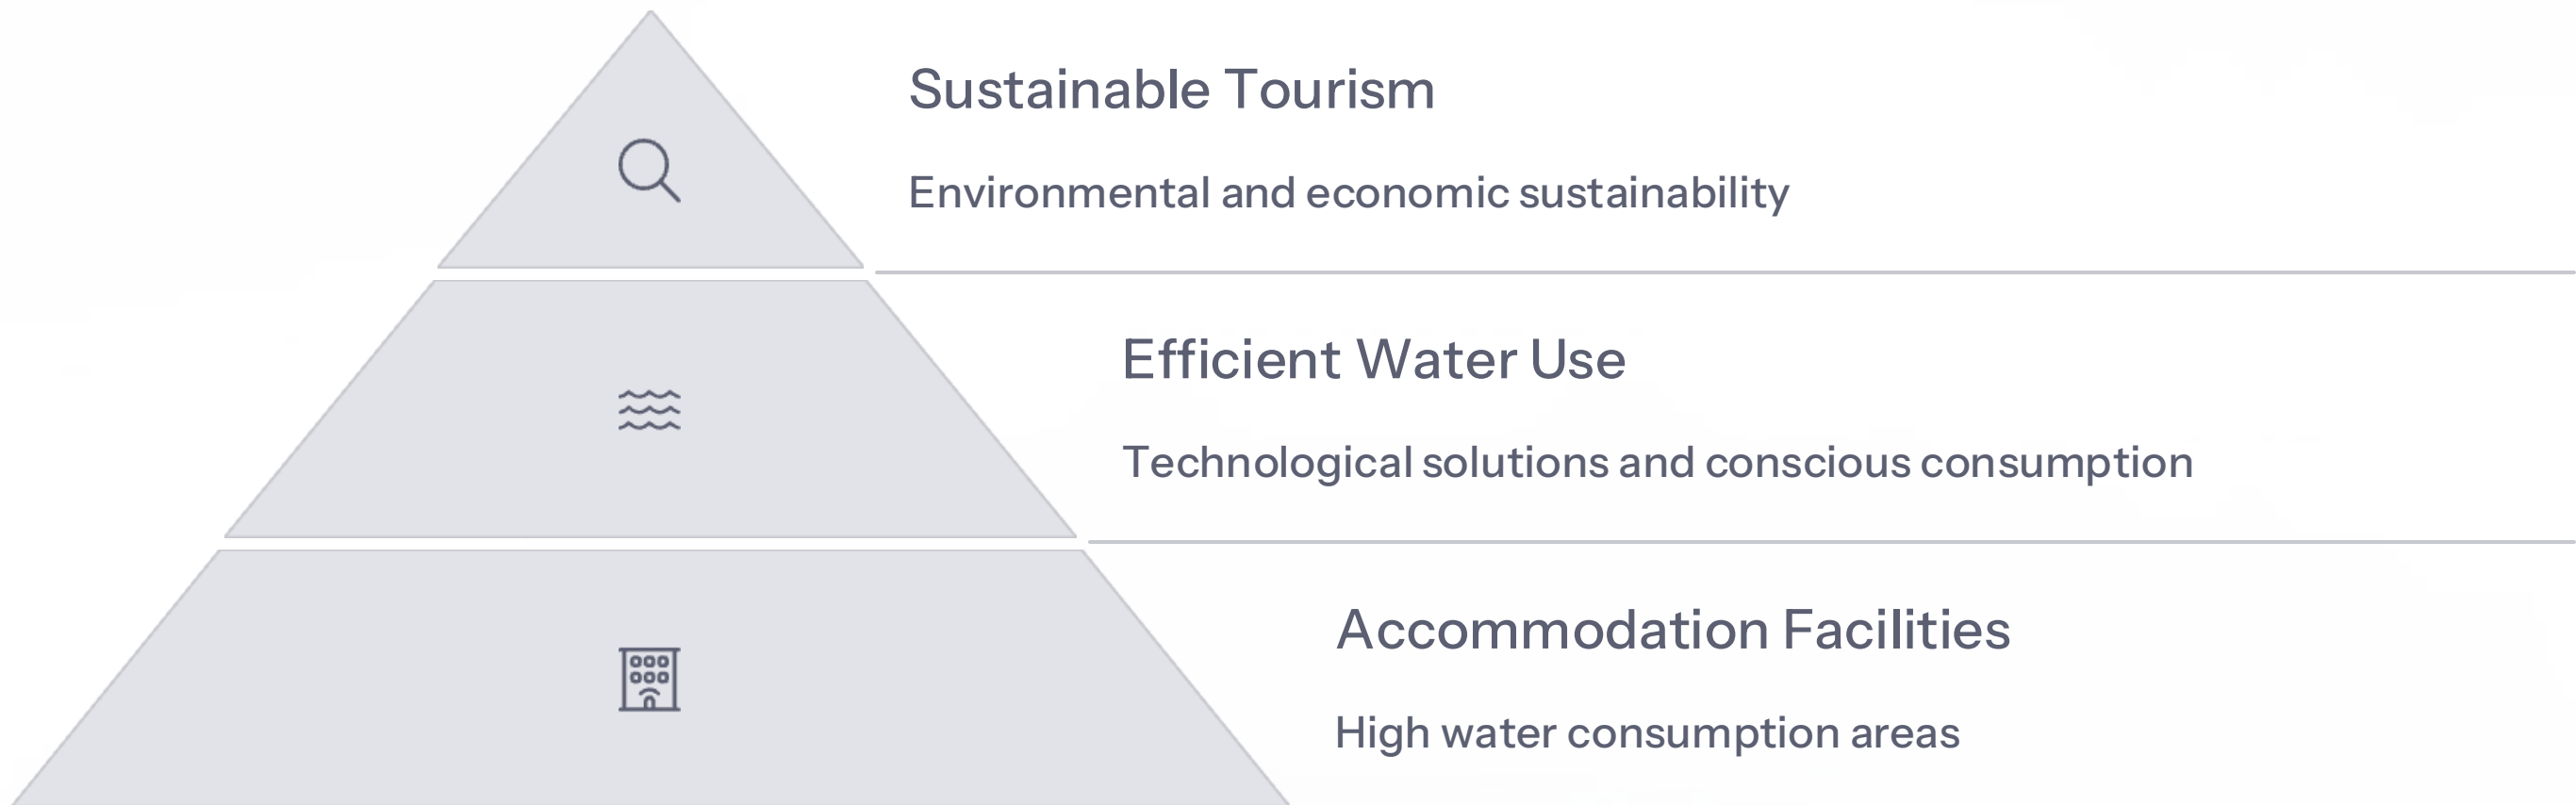 Sustainable Tourism
Environmental and economic sustainability
Efficient Water Use
Technological solutions and conscious consumption
Accommodation Facilities
High water consumption areas